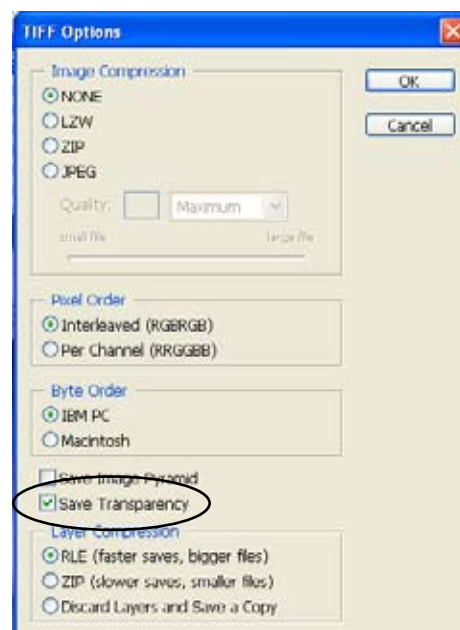 TIFF Options
Image Compression
OK
NONE
LZW
Cancel
ZIP
JPEG
Quality: Maximum
small file large file
Pixel Order
Interleaved (RGBRGB)
Per Channel (RRGGBB)
Byte Order
IBM PC
Macintosh
Save Image Pyramid
Save Transparency
Layer Compression
RLE (faster saves, bigger files)
ZIP (slower saves, smaller files)
Discard Layers and Save a Copy